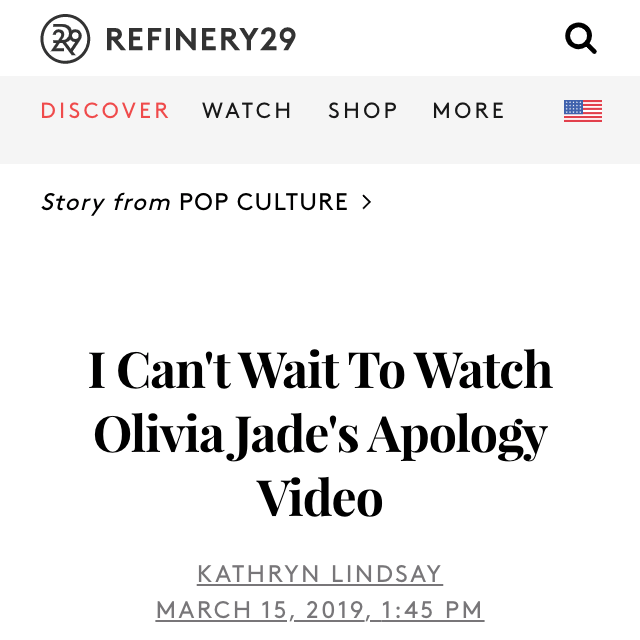 R29 REFINERY29
DISCOVER WATCH SHOP MORE
Story from POP CULTURE >
I Can't Wait To Watch
Olivia Jade's Apology
Video
KATHRYN LINDSAY
MARCH 15, 2019, 1:45 PM